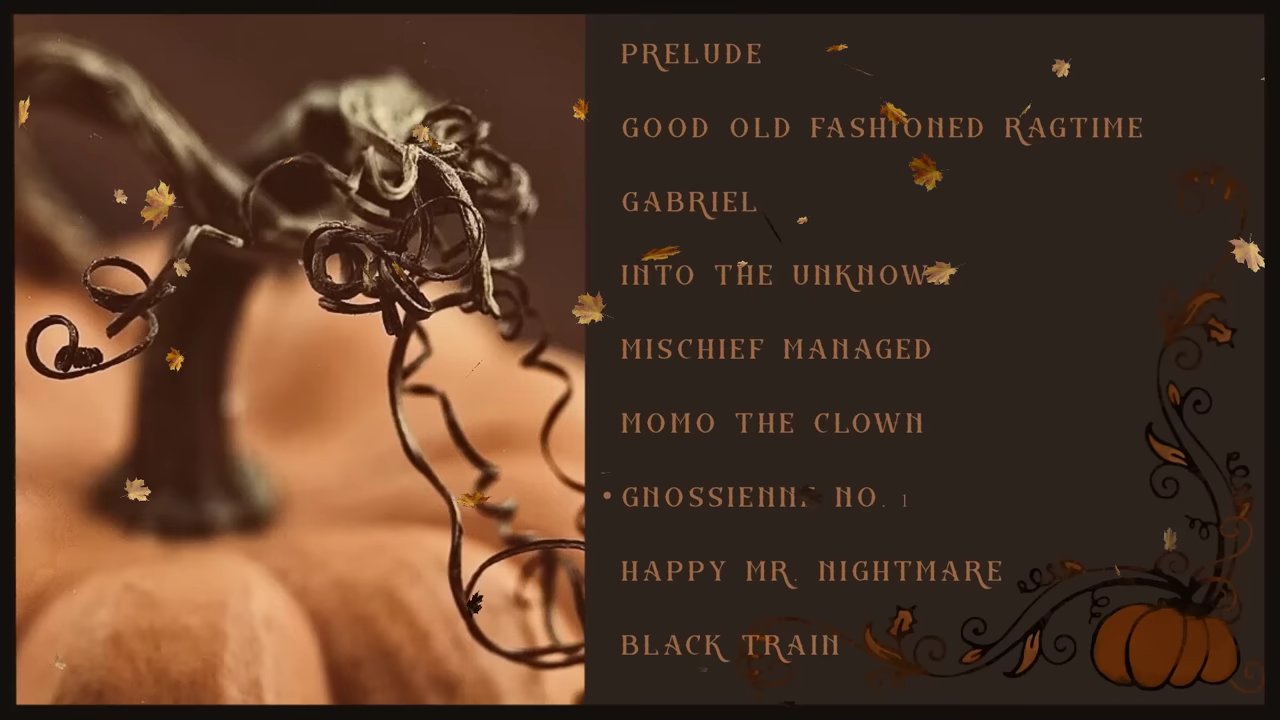 PRELUDE
GOOD OLD FASHIONED RAGTIME
GABRIEL
INTO THE UNKNOWN
MISCHIEF MANAGED
MOMO THE CLOWN
• GNOSSIENNE NO. 1
HAPPY MR. NIGHTMARE
BLACK TRAIN